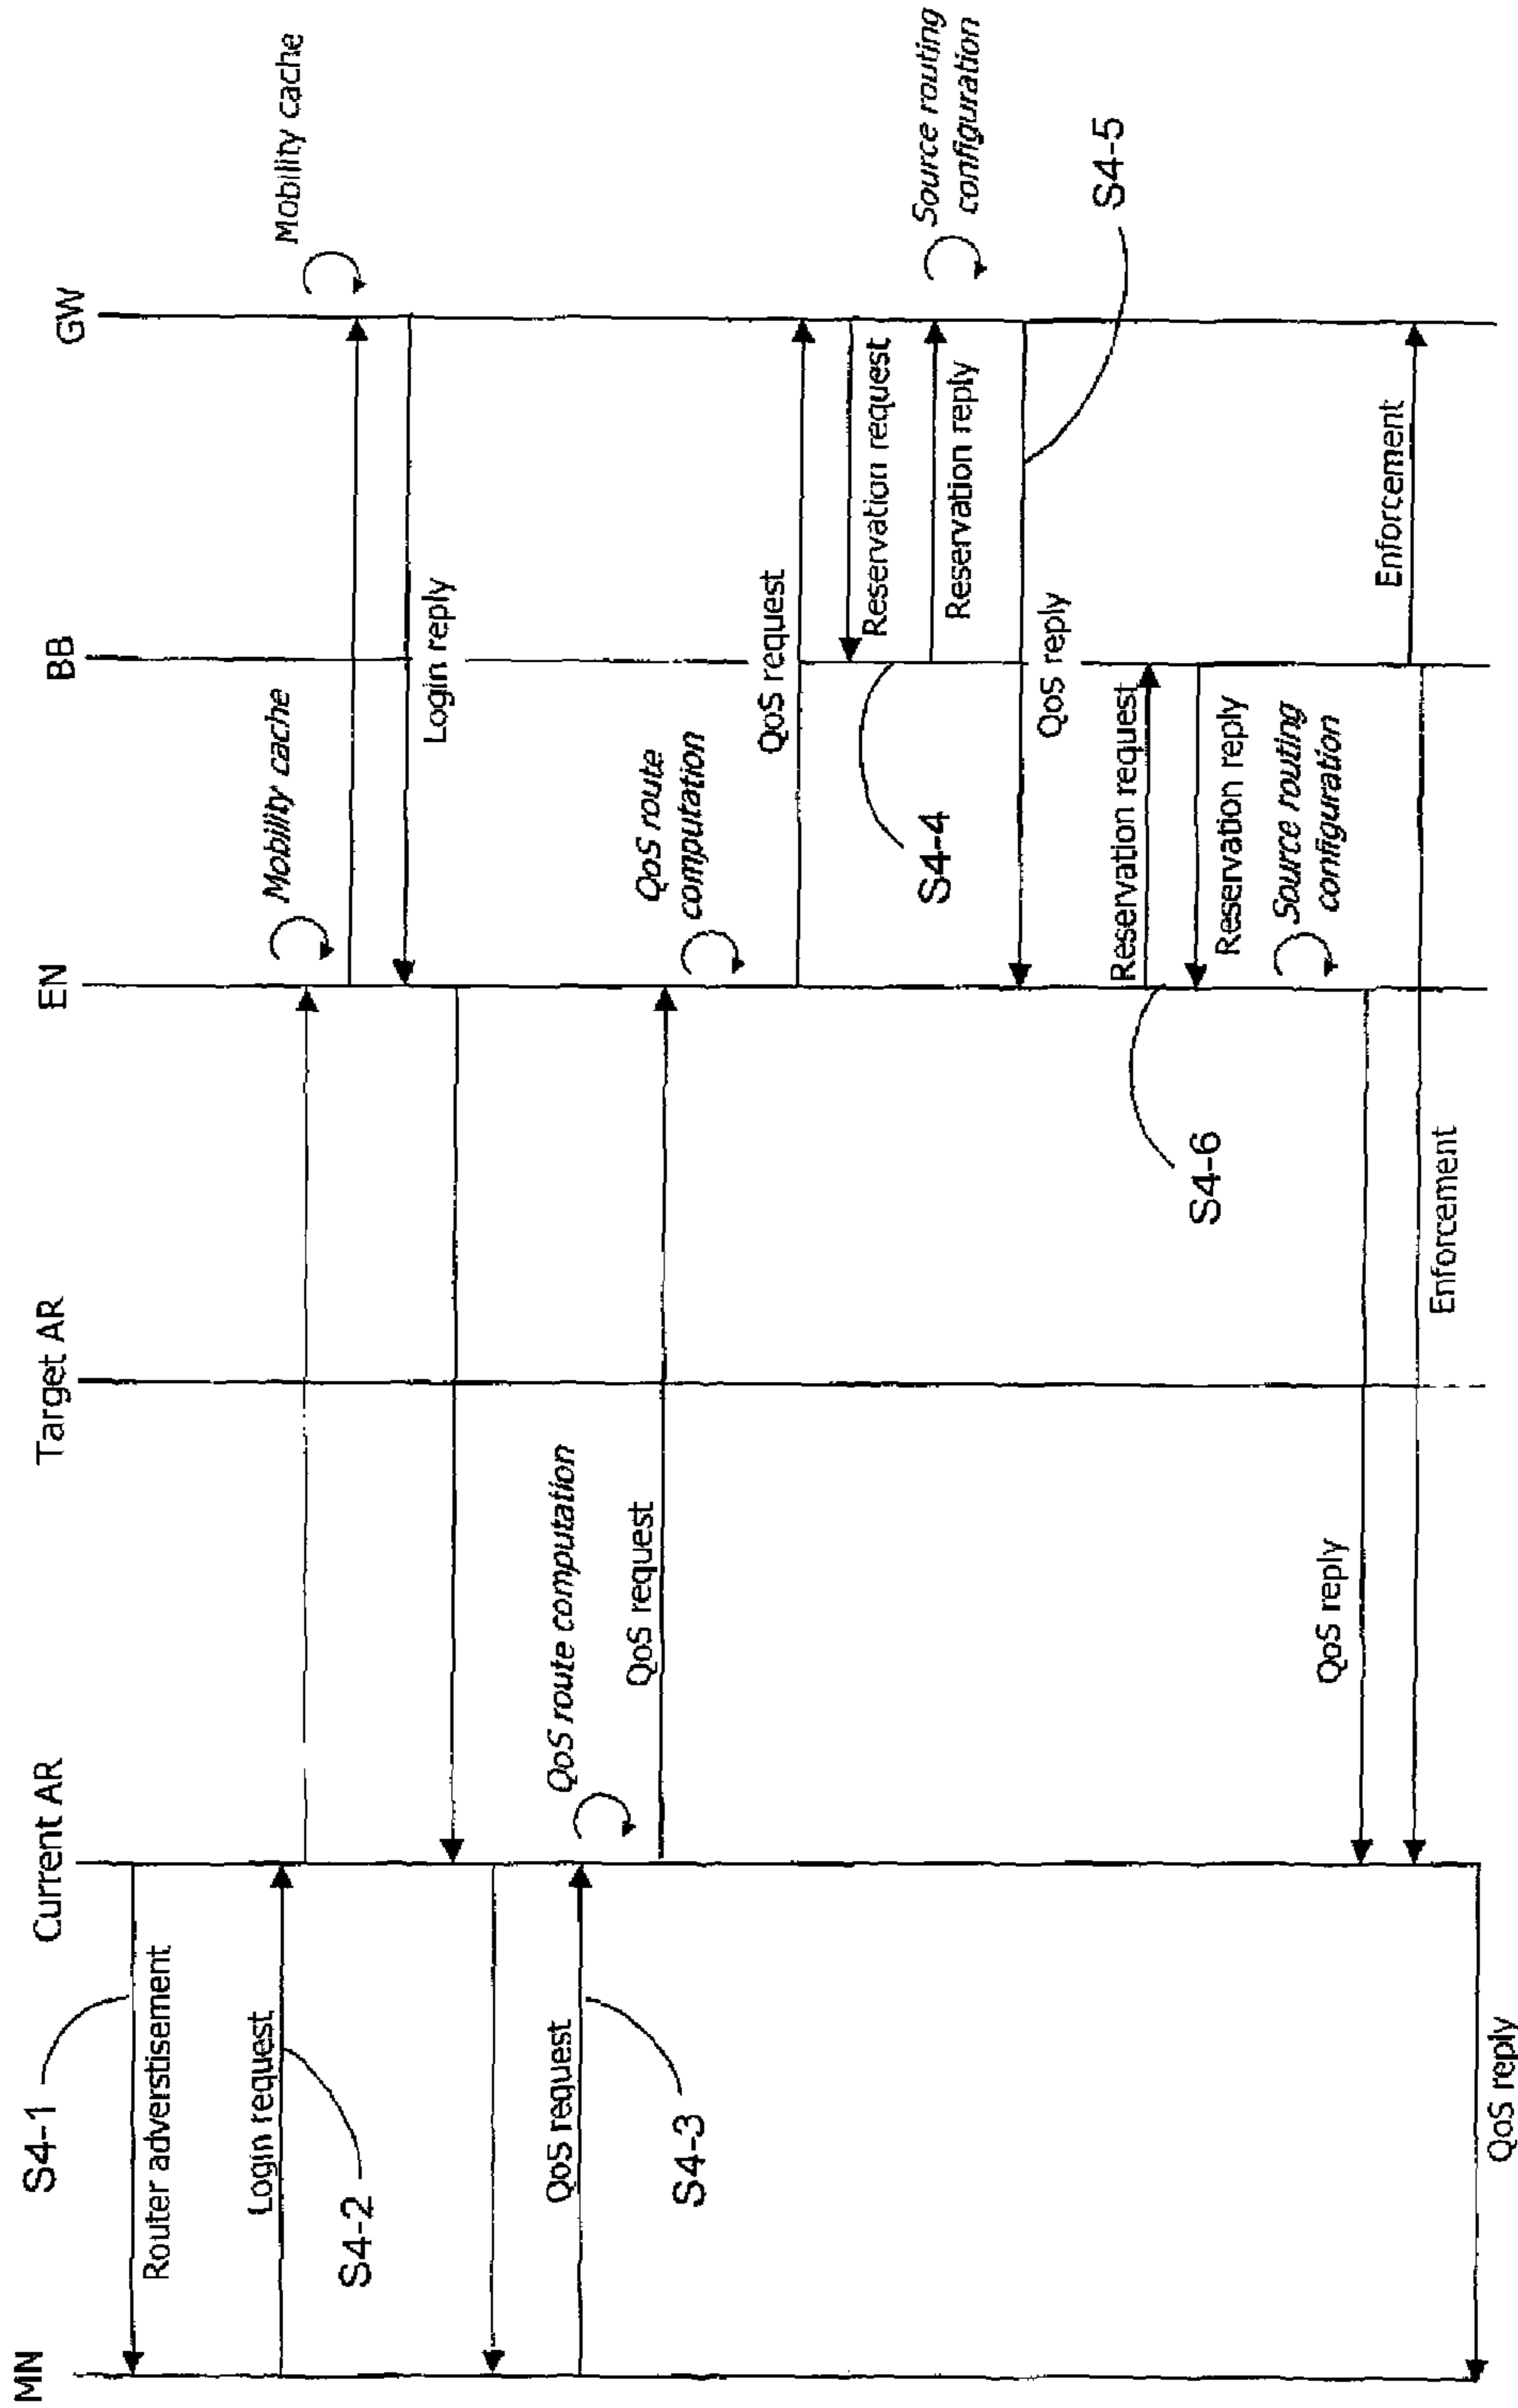 MN
Current AR
Target AR
EN
BB
GW
S4-1
Router adverstisement
Login request
S4-2
Mobility cache
Mobility cache
Login reply
QoS request
S4-3
QoS route computation
QoS request
QoS route
computation
QoS request
Reservation request
S4-4
Reservation reply
Source routing
configuration
QoS reply
S4-5
Reservation request
S4-6
Reservation reply
Source routing
configuration
QoS reply
Enforcement
Enforcement
QoS reply